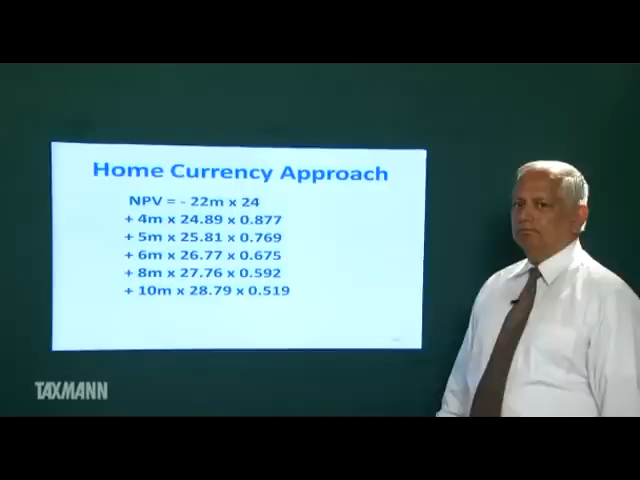 Home Currency Approach
NPV = - 22m x 24
+ 4m x 24.89 x 0.877
+ 5m x 25.81 x 0.769
+ 6m x 26.77 x 0.675
+ 8m x 27.76 x 0.592
+ 10m x 28.79 x 0.519
TAXMANN